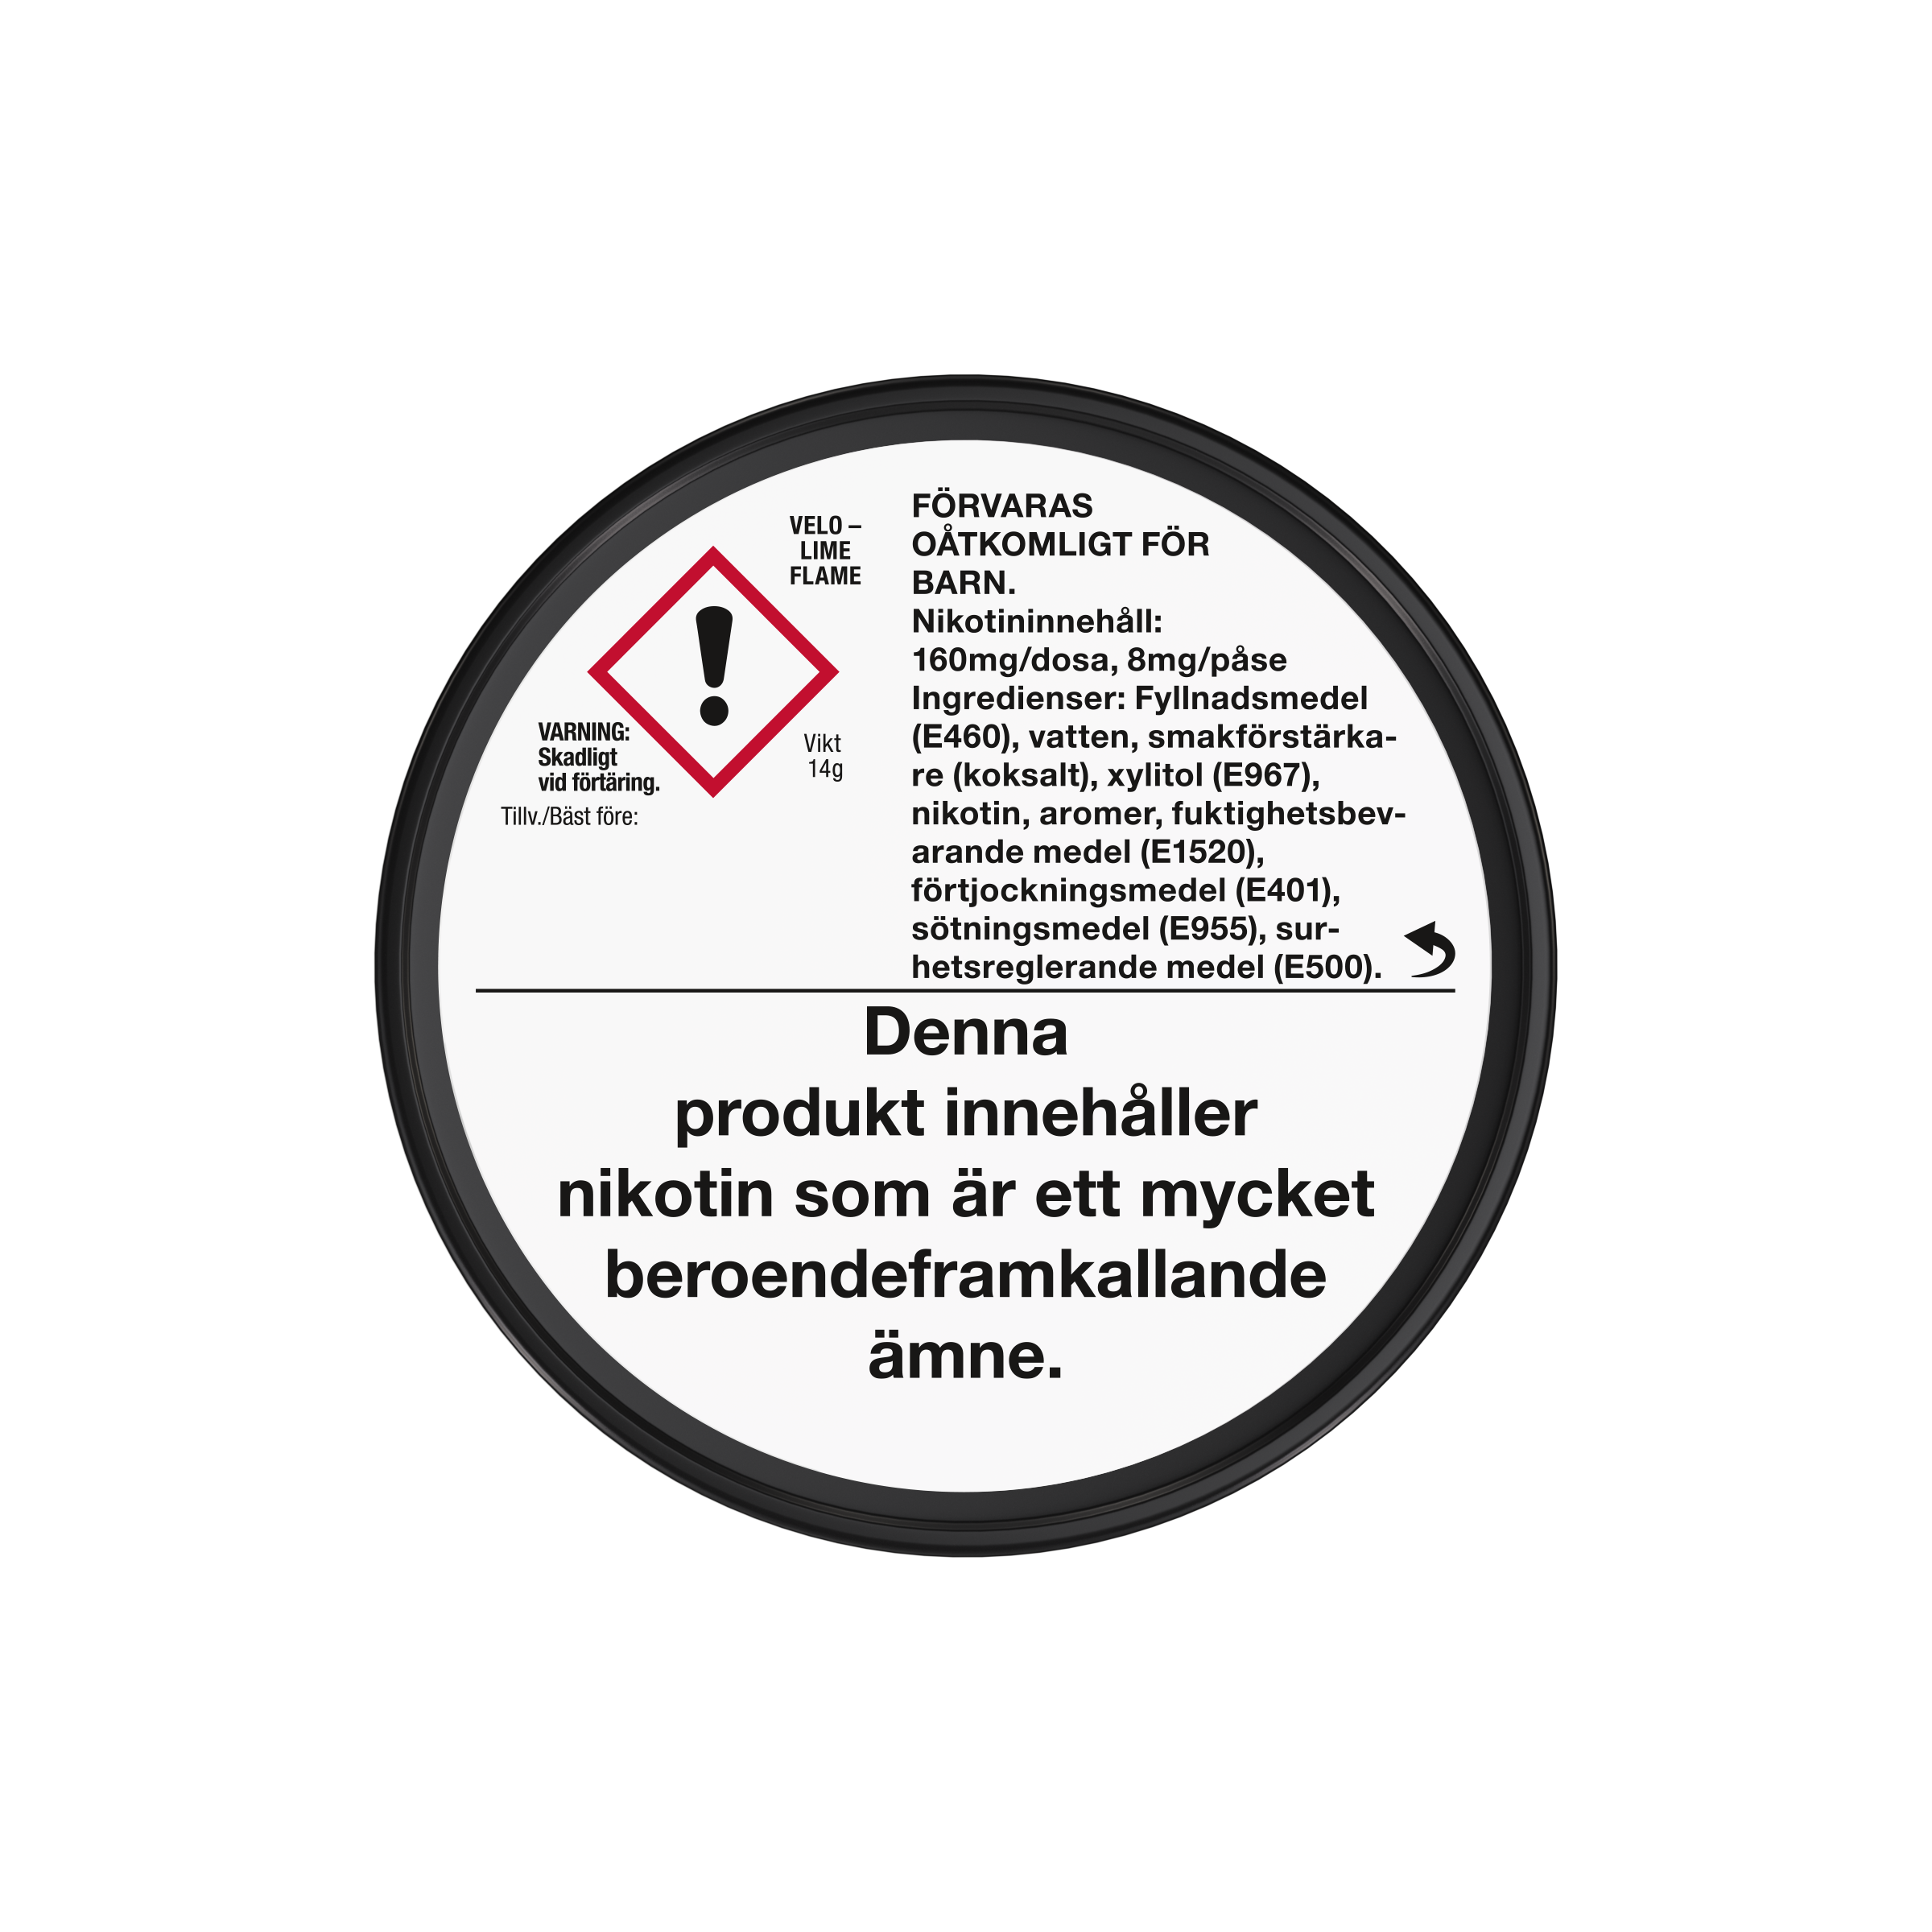 VELO –
LIME
FLAME
VARNING:
Skadligt
vid förtäring.
Vikt
14g
Tillv./Bäst före:
FÖRVARAS
OÅTKOMLIGT FÖR
BARN.
Nikotininnehåll:
160mg/dosa, 8mg/påse
Ingredienser: Fyllnadsmedel
(E460), vatten, smakförstärka-
re (koksalt), xylitol (E967),
nikotin, aromer, fuktighetsbev-
arande medel (E1520),
förtjockningsmedel (E401),
sötningsmedel (E955), sur-
hetsreglerande medel (E500).
Denna
produkt innehåller
nikotin som är ett mycket
beroendeframkallande
ämne.